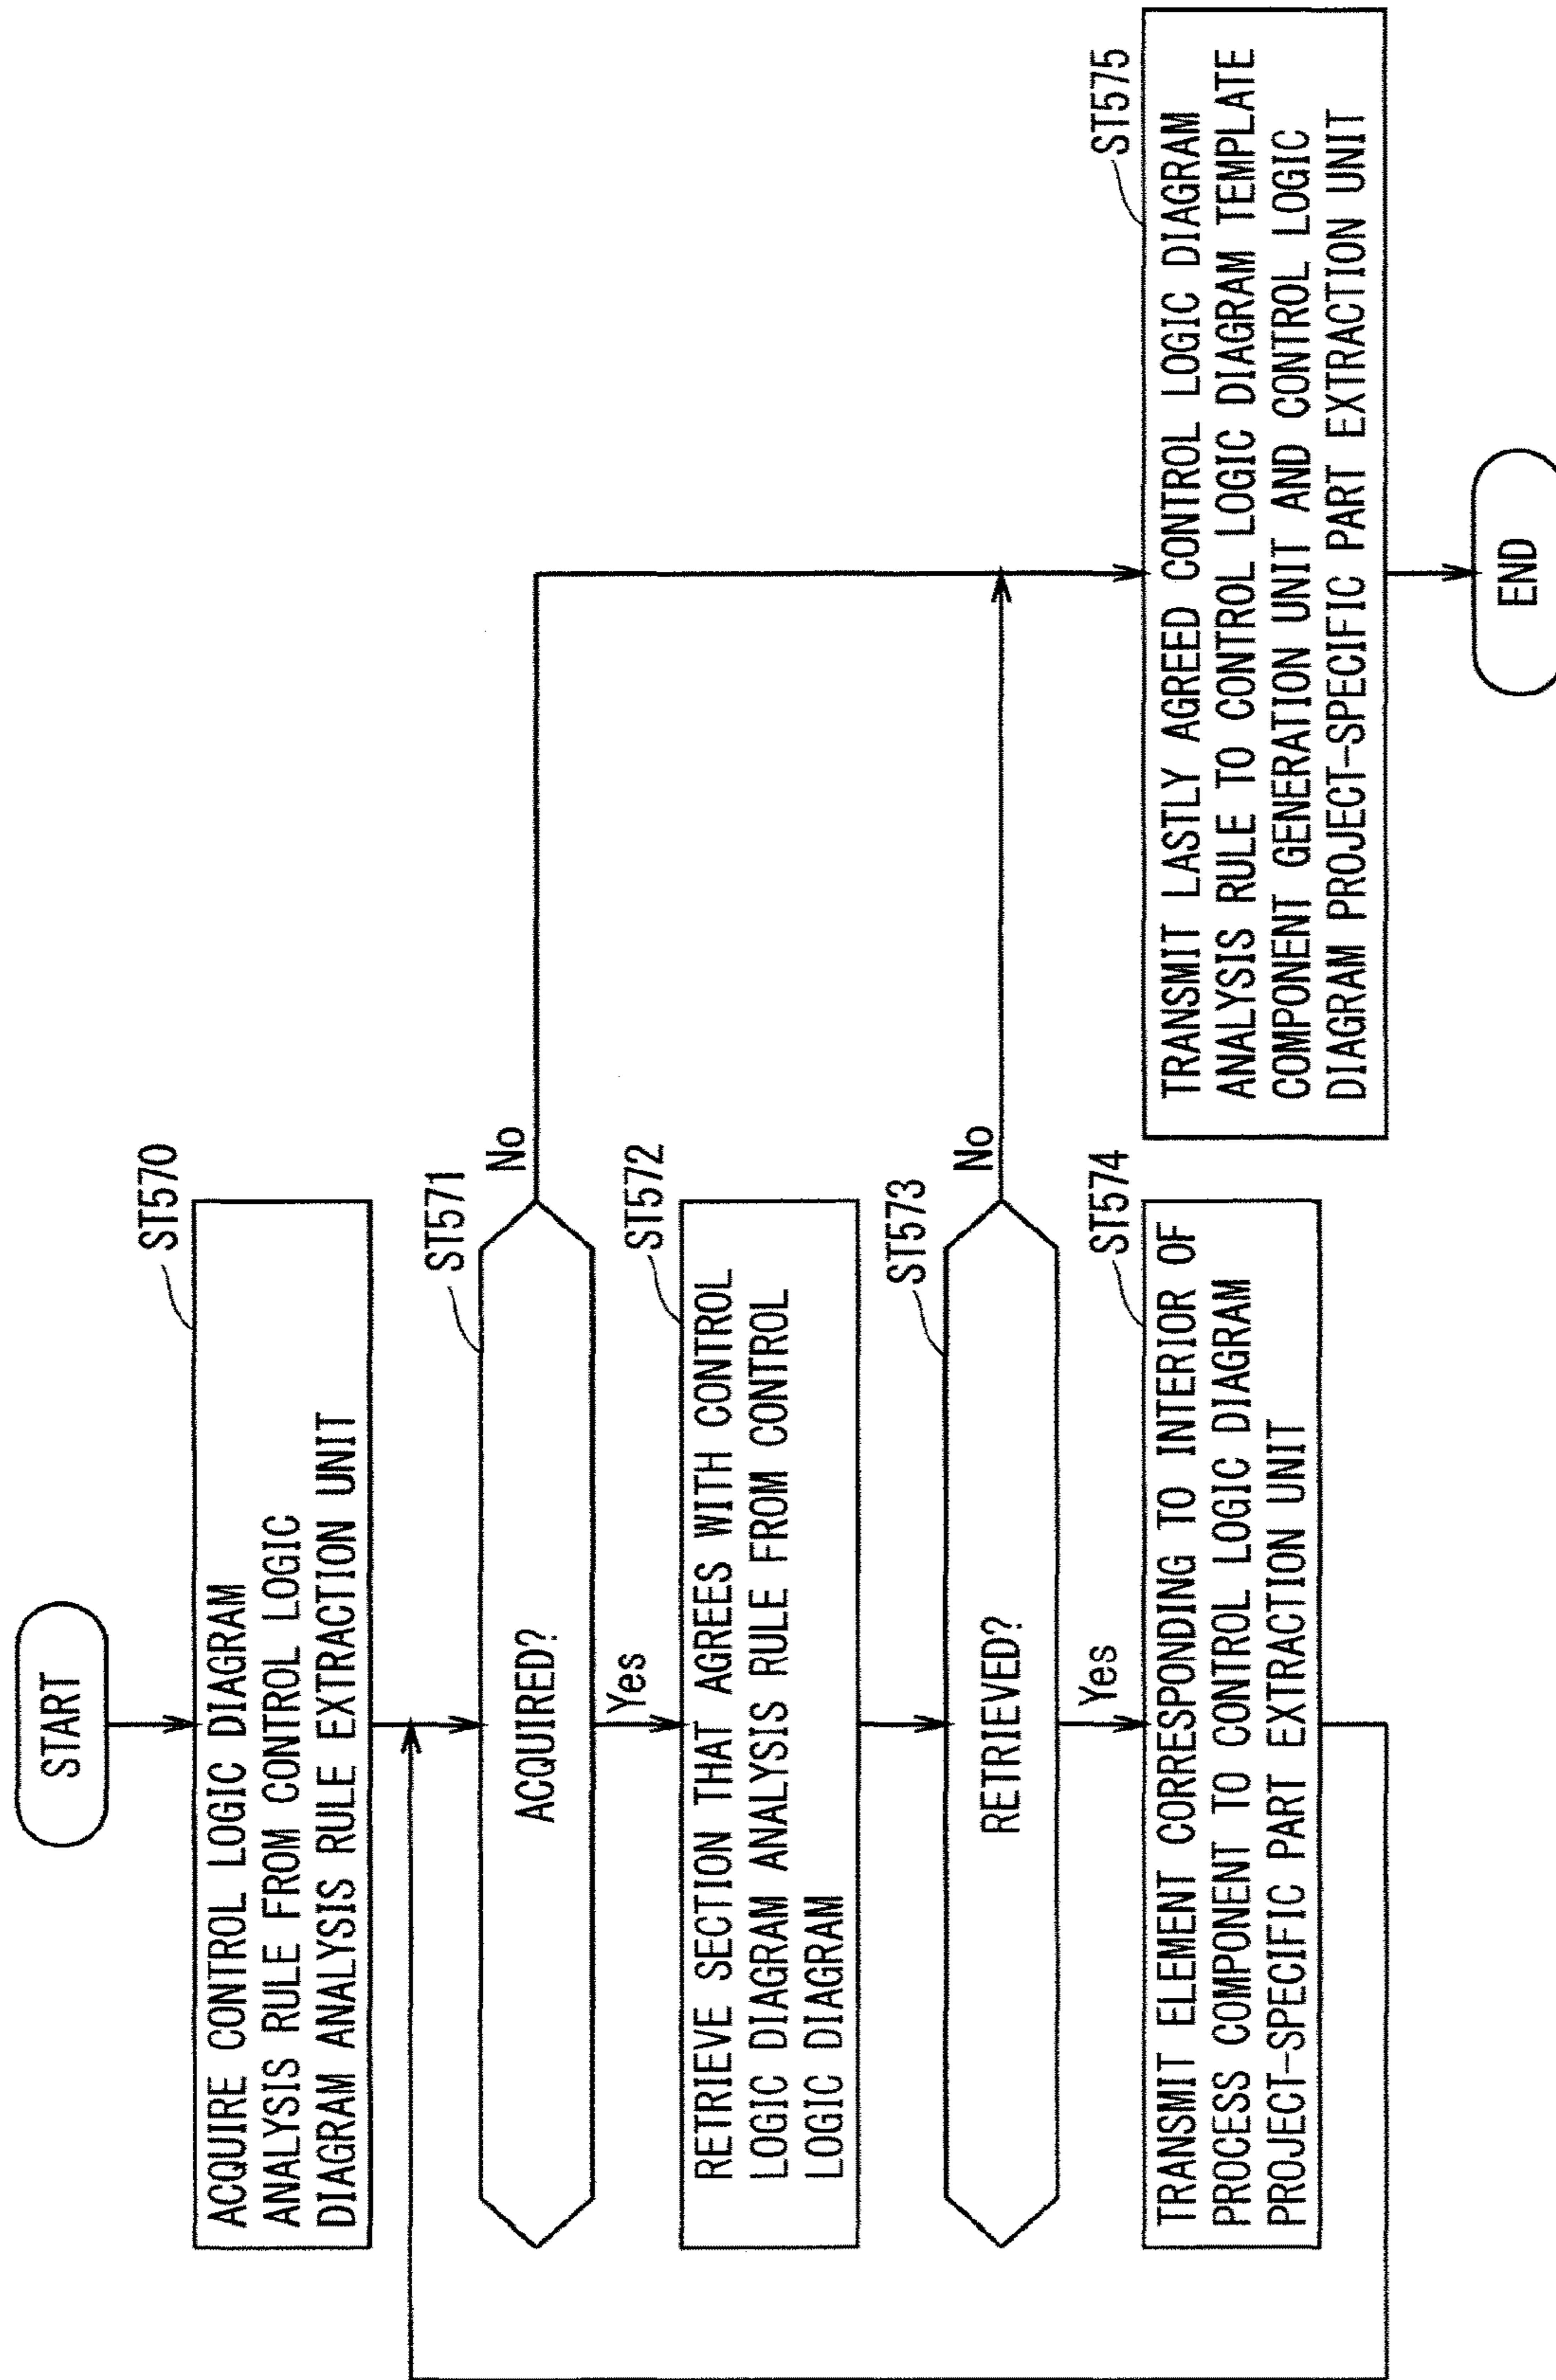 START
ST570
ACQUIRE CONTROL LOGIC DIAGRAM
ANALYSIS RULE FROM CONTROL LOGIC
DIAGRAM ANALYSIS RULE EXTRACTION UNIT
ST571
ACQUIRED?
No
Yes
ST572
RETRIEVE SECTION THAT AGREES WITH CONTROL
LOGIC DIAGRAM ANALYSIS RULE FROM CONTROL
LOGIC DIAGRAM
ST573
RETRIEVED?
No
Yes
ST574
TRANSMIT ELEMENT CORRESPONDING TO INTERIOR OF
PROCESS COMPONENT TO CONTROL LOGIC DIAGRAM
PROJECT-SPECIFIC PART EXTRACTION UNIT
ST575
TRANSMIT LASTLY AGREED CONTROL LOGIC DIAGRAM
ANALYSIS RULE TO CONTROL LOGIC DIAGRAM TEMPLATE
COMPONENT GENERATION UNIT AND CONTROL LOGIC
DIAGRAM PROJECT-SPECIFIC PART EXTRACTION UNIT
END